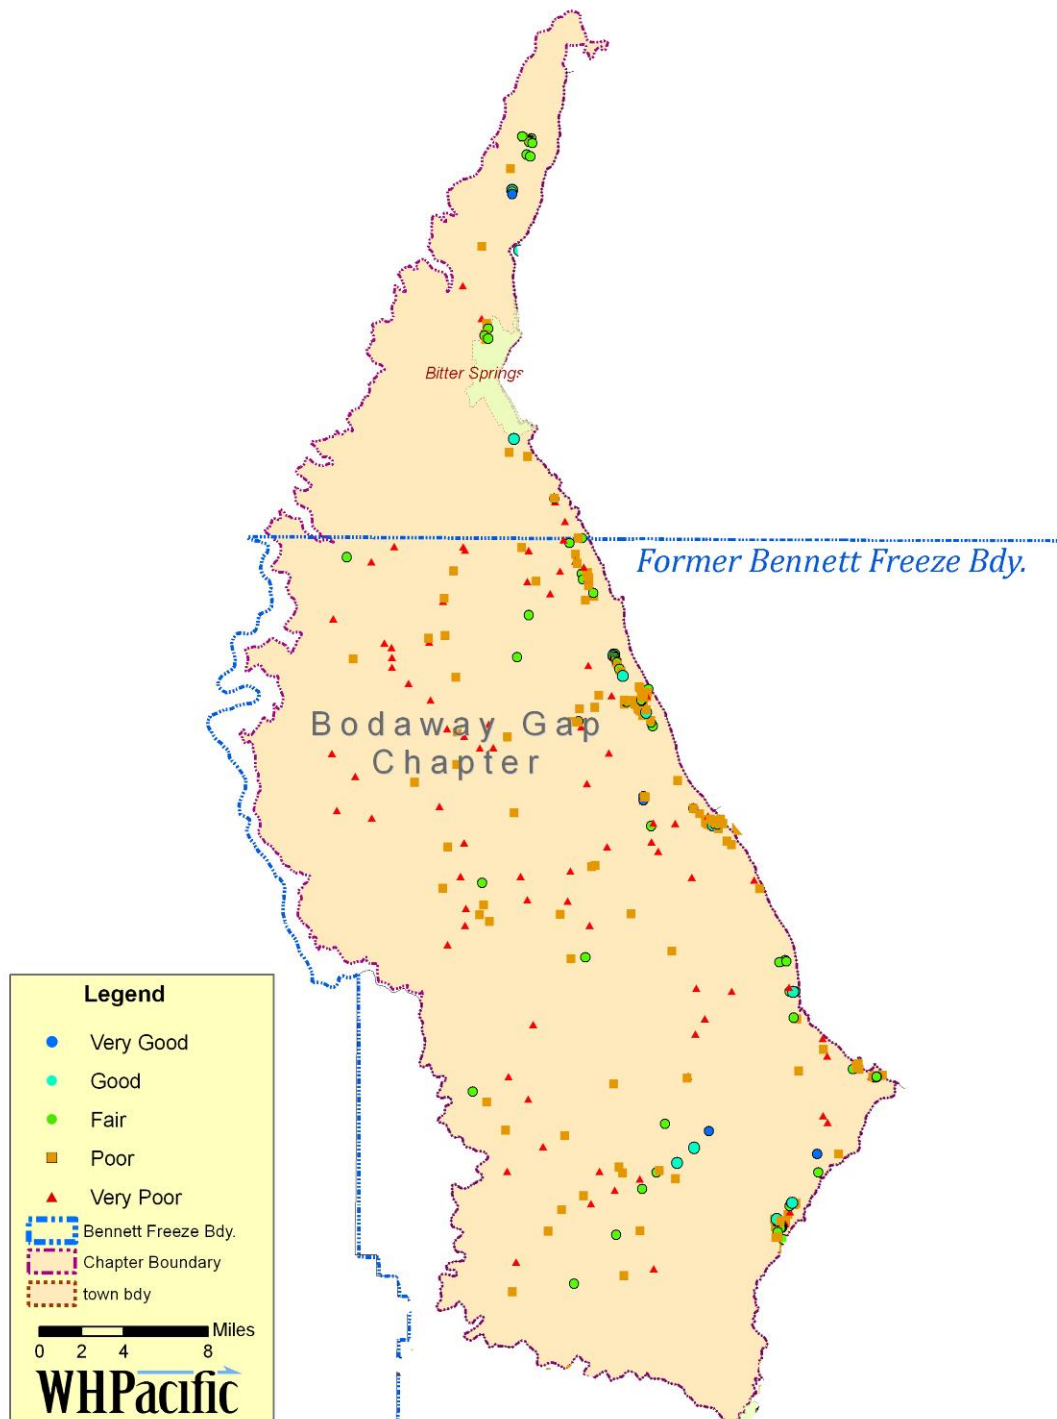 Bitter Springs
Former Bennett Freeze Bdy.
Bodaway Gap
Chapter
Legend
Very Good
Good
Fair
Poor
Very Poor
Bennett Freeze Bdy.
Chapter Boundary
town bdy
Miles
0 2 4 8
WHPacific